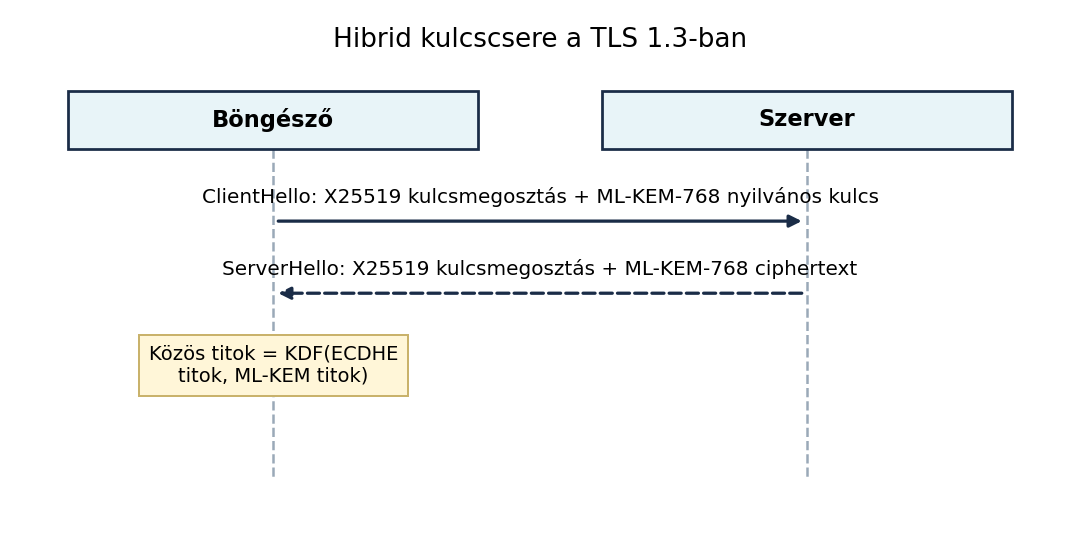 Hibrid kulcscsere a TLS 1.3-ban
Böngésző
Szerver
ClientHello: X25519 kulcsmegosztás + ML-KEM-768 nyilvános kulcs
ServerHello: X25519 kulcsmegosztás + ML-KEM-768 ciphertext
Közös titok = KDF(ECDHE
titok, ML-KEM titok)